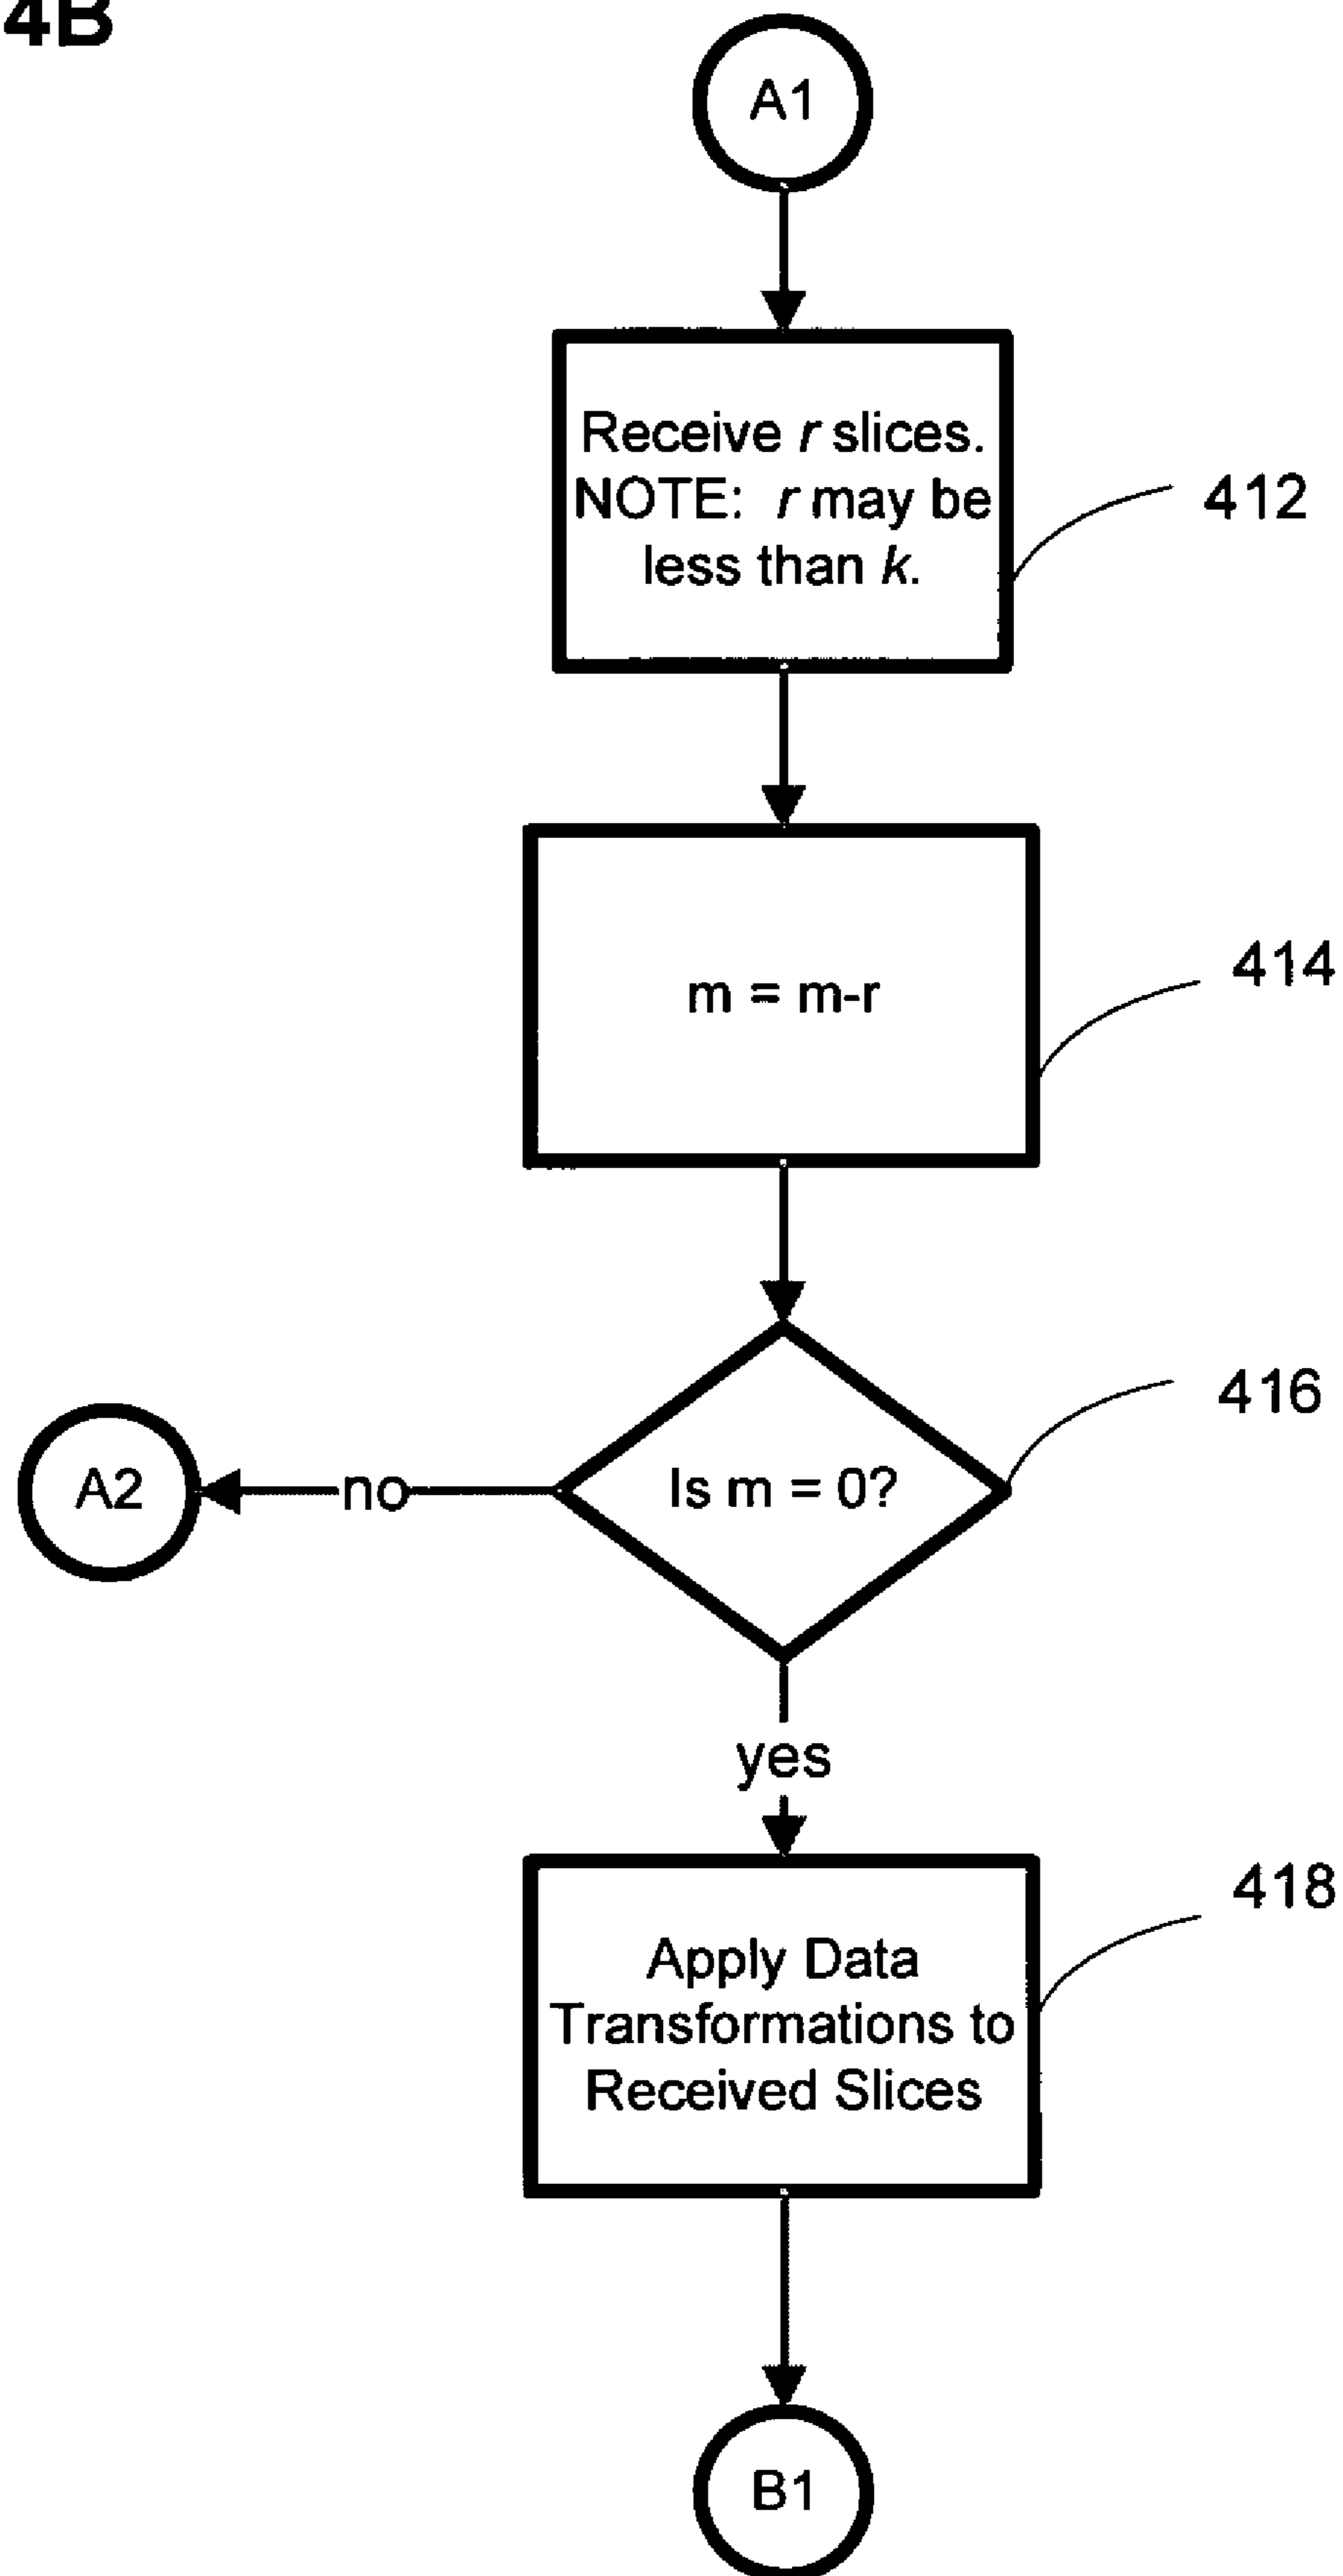 4B
A1
Receive r slices.
NOTE: r may be
less than k.
412
m = m-r
414
Is m = 0?
416
no
A2
yes
Apply Data
Transformations to
Received Slices
418
B1